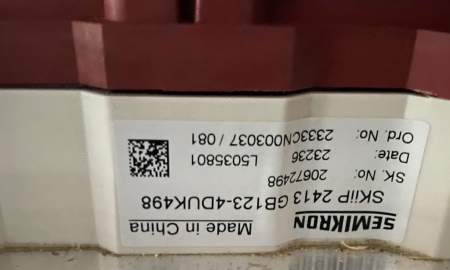 SEMIKRON Made in China
SKiiP 2413 GB123-4DUK498
SK. No: 20672498
Date: 23236 L5035801
Ord. No: 2333CN003037 / 081